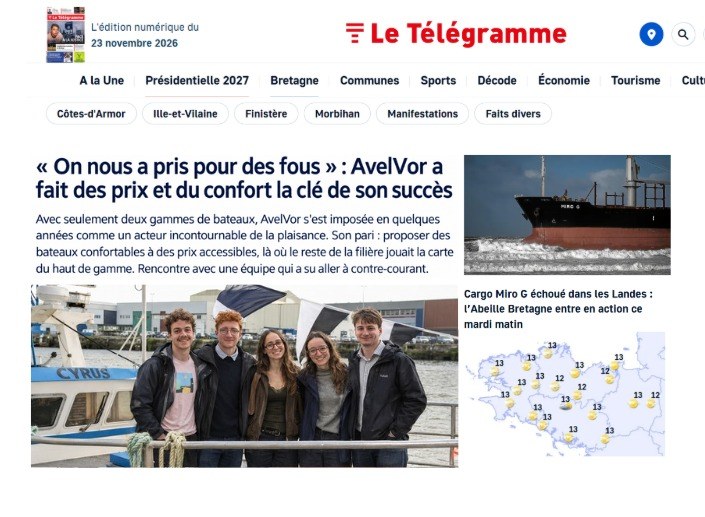 L'édition numérique du
23 novembre 2026
Le Télégramme
A la Une
Présidentielle 2027
Bretagne
Communes
Sports
Décode
Économie
Tourisme
Cultu
Côtes-d'Armor
Ille-et-Vilaine
Finistère
Morbihan
Manifestations
Faits divers
« On nous a pris pour des fous » : AvelVor a
fait des prix et du confort la clé de son succès
Avec seulement deux gammes de bateaux, AvelVor s'est imposée en quelques
années comme un acteur incontournable de la plaisance. Son pari : proposer des
bateaux confortables à des prix accessibles, là où le reste de la filière jouait la carte
du haut de gamme. Rencontre avec une équipe qui a su aller à contre-courant.
CYRUS
MIRO G
Cargo Miro G échoué dans les Landes :
l'Abeille Bretagne entre en action ce
mardi matin
13
13
13
13
13
12
12
12
13
12
13
13
13
13
12
13
13
13
13